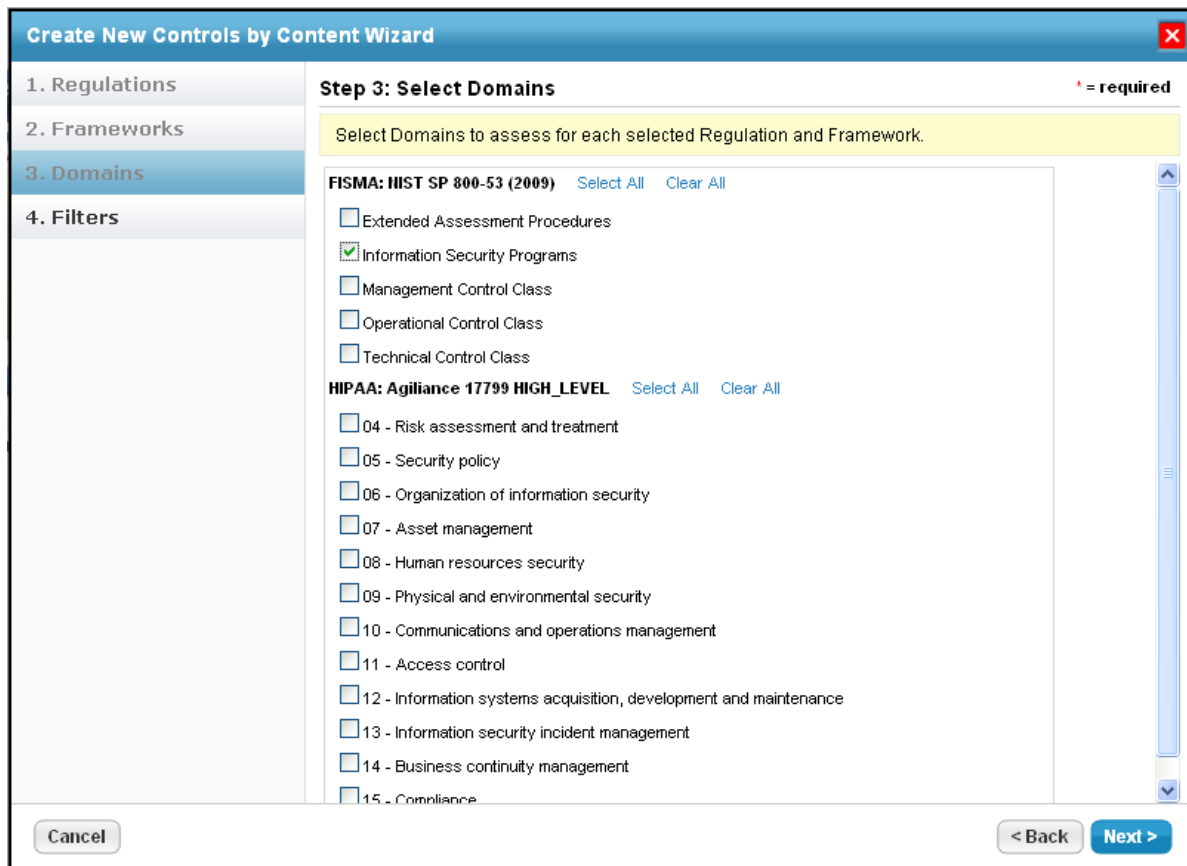 Create New Controls by Content Wizard
1. Regulations
2. Frameworks
3. Domains
4. Filters
Step 3: Select Domains
* = required
Select Domains to assess for each selected Regulation and Framework.
FISMA: NIST SP 800-53 (2009) Select All Clear All
Extended Assessment Procedures
Information Security Programs
Management Control Class
Operational Control Class
Technical Control Class
HIPAA: Agiliance 17799 HIGH_LEVEL Select All Clear All
04 - Risk assessment and treatment
05 - Security policy
06 - Organization of information security
07 - Asset management
08 - Human resources security
09 - Physical and environmental security
10 - Communications and operations management
11 - Access control
12 - Information systems acquisition, development and maintenance
13 - Information security incident management
14 - Business continuity management
15 - Compliance
Cancel
< Back
Next >